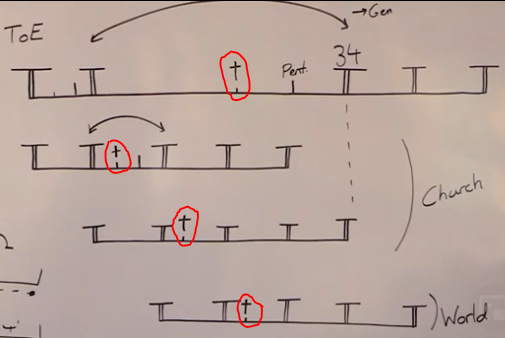 →Gen
ToE
34
Pent.
Church
World